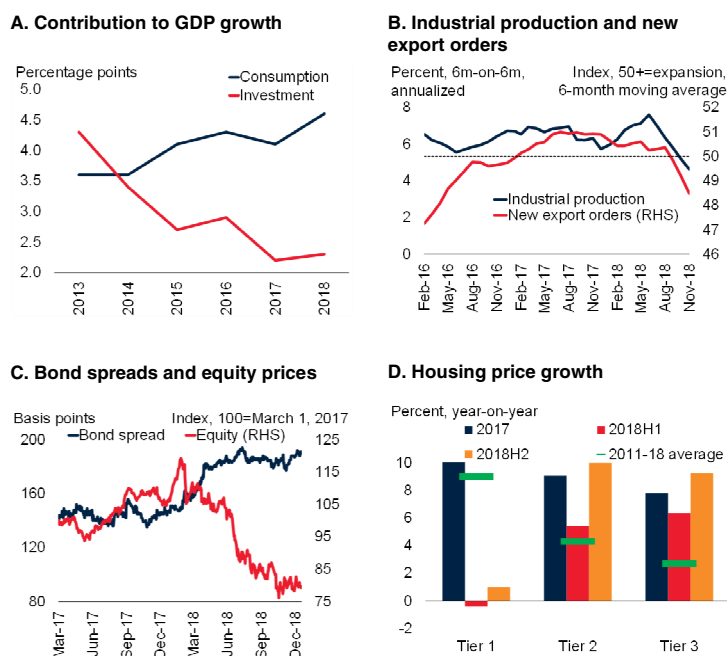 A. Contribution to GDP growth
Percentage points
Consumption
Investment
5.0
4.5
4.0
3.5
3.0
2.5
2.0
2013
2014
2015
2016
2017
2018
B. Industrial production and new
export orders
Percent, 6m-on-6m,
annualized
Index, 50+=expansion,
6-month moving average
8
6
4
2
0
52
51
50
49
48
47
46
Industrial production
New export orders (RHS)
Feb-16
May-16
Aug-16
Nov-16
Feb-17
May-17
Aug-17
Nov-17
Feb-18
May-18
Aug-18
Nov-18
C. Bond spreads and equity prices
Basis points
Index, 100=March 1, 2017
Bond spread
Equity (RHS)
200
160
120
80
125
115
105
95
85
75
Mar-17
Jun-17
Sep-17
Dec-17
Mar-18
Jun-18
Sep-18
Dec-18
D. Housing price growth
Percent, year-on-year
2017
2018H1
2018H2
2011-18 average
10
8
6
4
2
0
-2
Tier 1
Tier 2
Tier 3